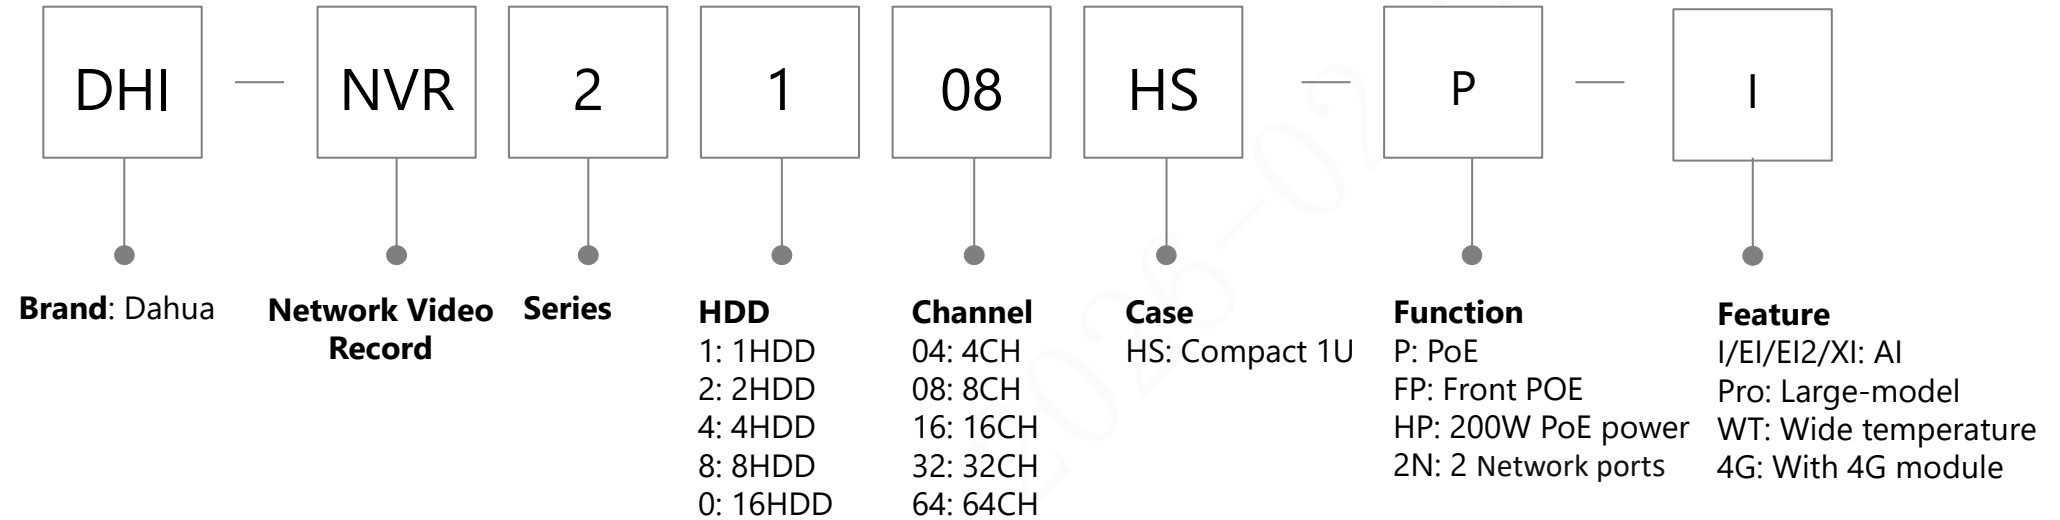 DHI — NVR 2 1 08 HS — P — I
Brand: Dahua
Network Video
Record
Series
HDD
1: 1HDD
2: 2HDD
4: 4HDD
8: 8HDD
0: 16HDD
Channel
04: 4CH
08: 8CH
16: 16CH
32: 32CH
64: 64CH
Case
HS: Compact 1U
Function
P: PoE
FP: Front POE
HP: 200W PoE power
2N: 2 Network ports
Feature
I/EI/EI2/XI: AI
Pro: Large-model
WT: Wide temperature
4G: With 4G module
2026-02